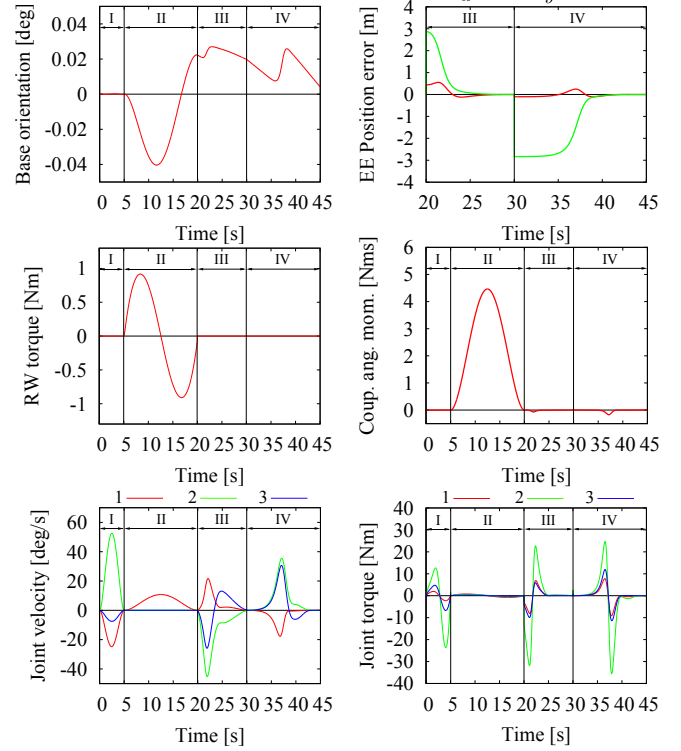 Base orientation [deg]
0.04
0.02
0
-0.02
-0.04
I II III IV
0 5 10 15 20 25 30 35 40 45
Time [s]
EE Position error [m]
4
3
2
1
0
-1
-2
-3
-4
III IV
20 25 30 35 40 45
Time [s]
RW torque [Nm]
1
0.5
0
-0.5
-1
I II III IV
0 5 10 15 20 25 30 35 40 45
Time [s]
Coup. ang. mom. [Nms]
6
5
4
3
2
1
0
I II III IV
0 5 10 15 20 25 30 35 40 45
Time [s]
1 2 3
Joint velocity [deg/s]
60
40
20
0
-20
-40
I II III IV
0 5 10 15 20 25 30 35 40 45
Time [s]
1 2 3
Joint torque [Nm]
40
30
20
10
0
-10
-20
-30
-40
I II III IV
0 5 10 15 20 25 30 35 40 45
Time [s]